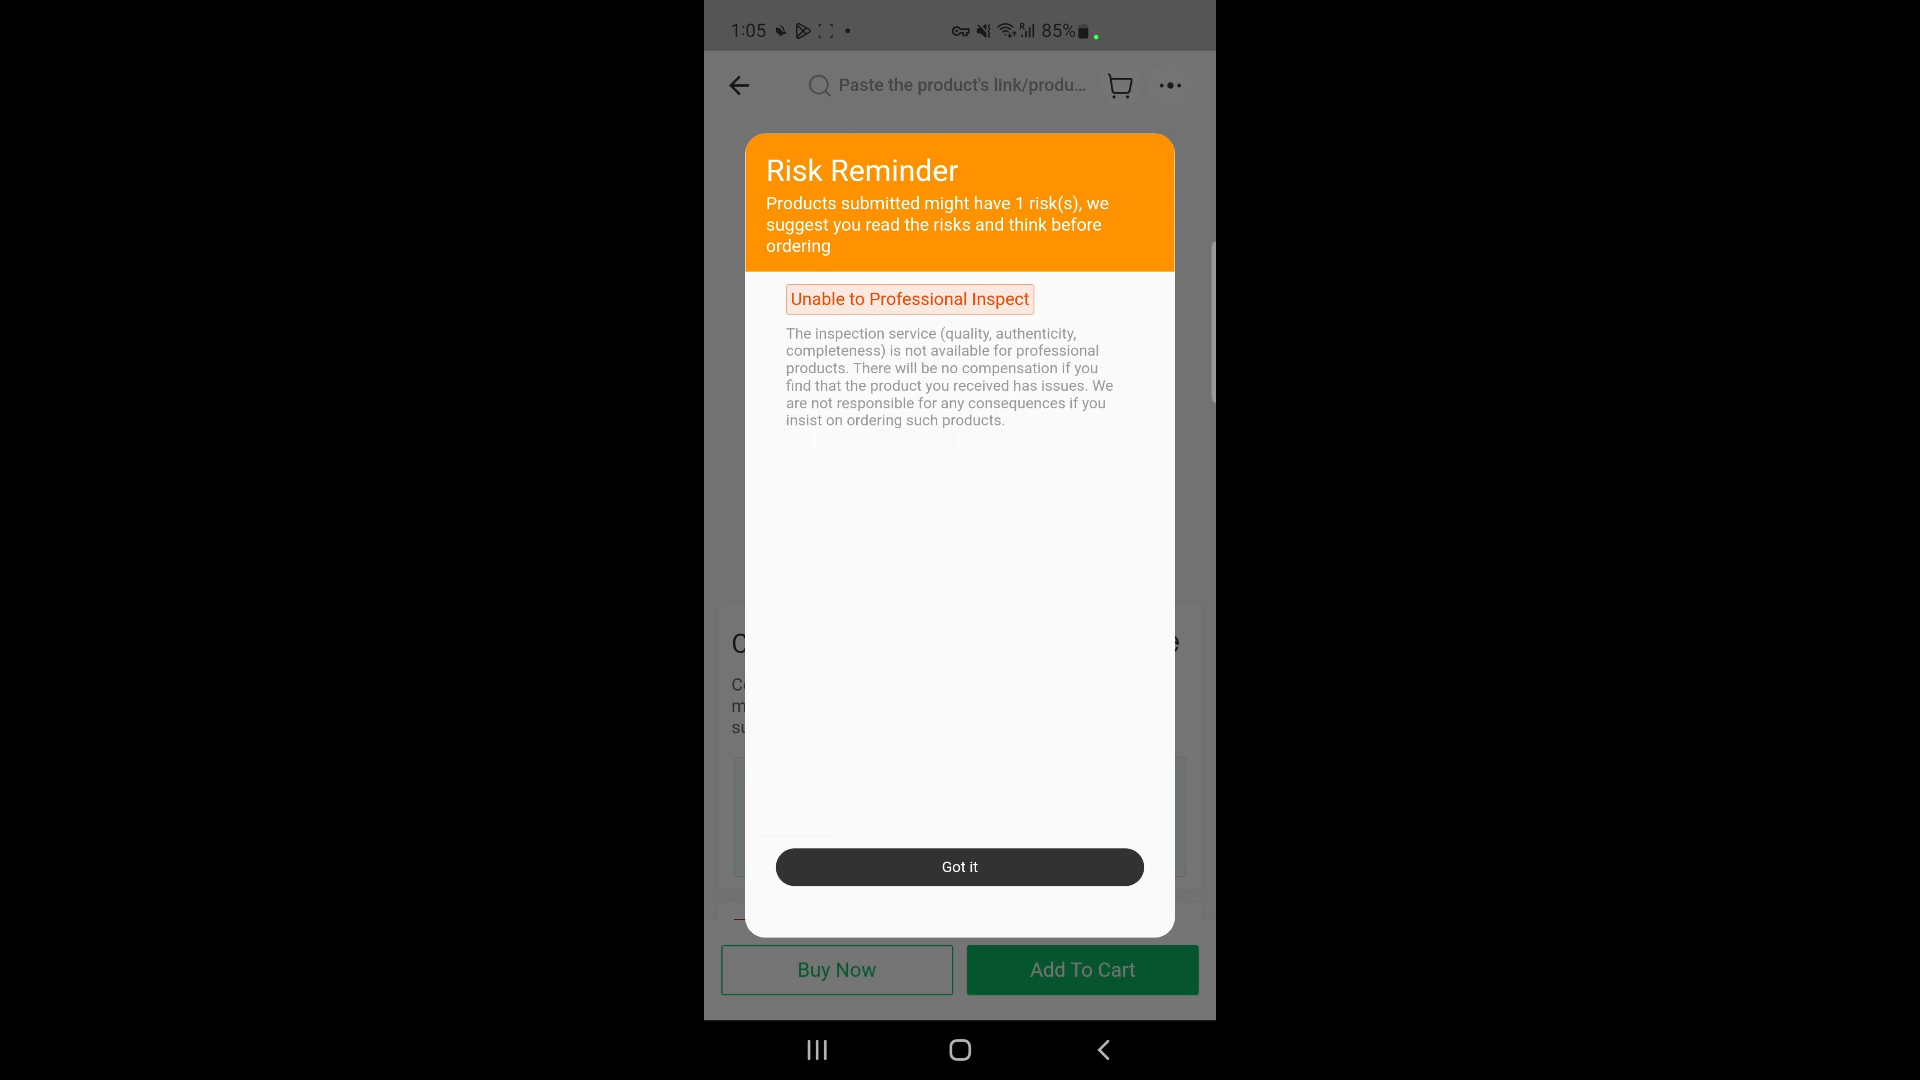 1:05
R
85%
Paste the product's link/produ...
Risk Reminder
Products submitted might have 1 risk(s), we
suggest you read the risks and think before
ordering
Unable to Professional Inspect
The inspection service (quality, authenticity,
completeness) is not available for professional
products. There will be no compensation if you
find that the product you received has issues. We
are not responsible for any consequences if you
insist on ordering such products.
Got it
Buy Now
Add To Cart